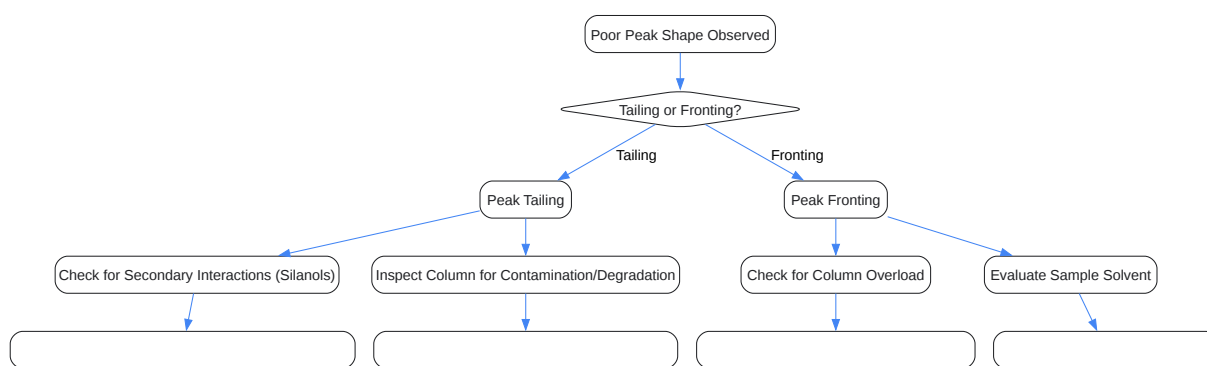 Poor Peak Shape Observed
Tailing or Fronting?
Tailing
Fronting
Peak Tailing
Peak Fronting
Check for Secondary Interactions (Silanols)
Inspect Column for Contamination/Degradation
Check for Column Overload
Evaluate Sample Solvent